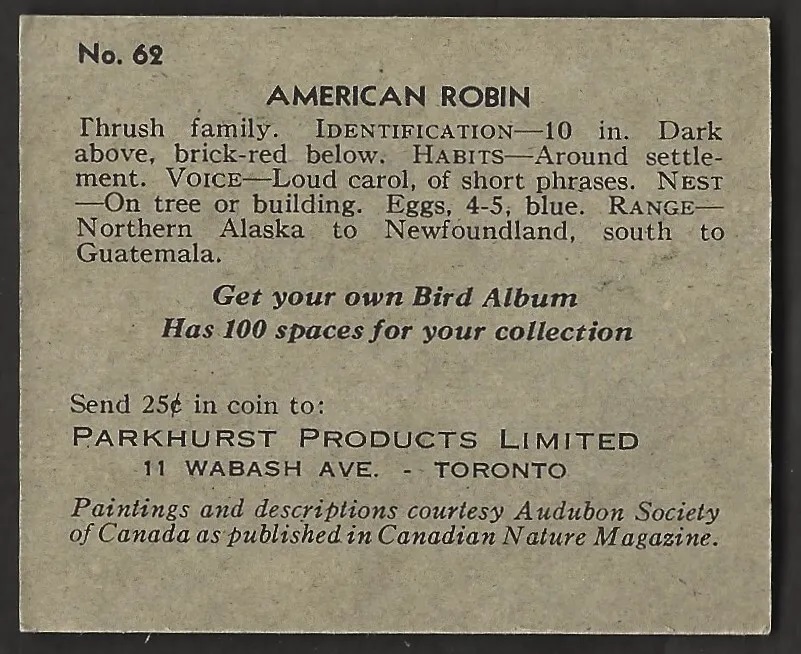 No. 62
AMERICAN ROBIN
Thrush family. IDENTIFICATION—10 in. Dark
above, brick-red below. HABITS—Around settle-
ment. VOICE—Loud carol, of short phrases. NEST
—On tree or building. Eggs, 4-5, blue. RANGE—
Northern Alaska to Newfoundland, south to
Guatemala.
Get your own Bird Album
Has 100 spaces for your collection
Send 25¢ in coin to:
PARKHURST PRODUCTS LIMITED
11 WABASH AVE. - TORONTO
Paintings and descriptions courtesy Audubon Society
of Canada as published in Canadian Nature Magazine.